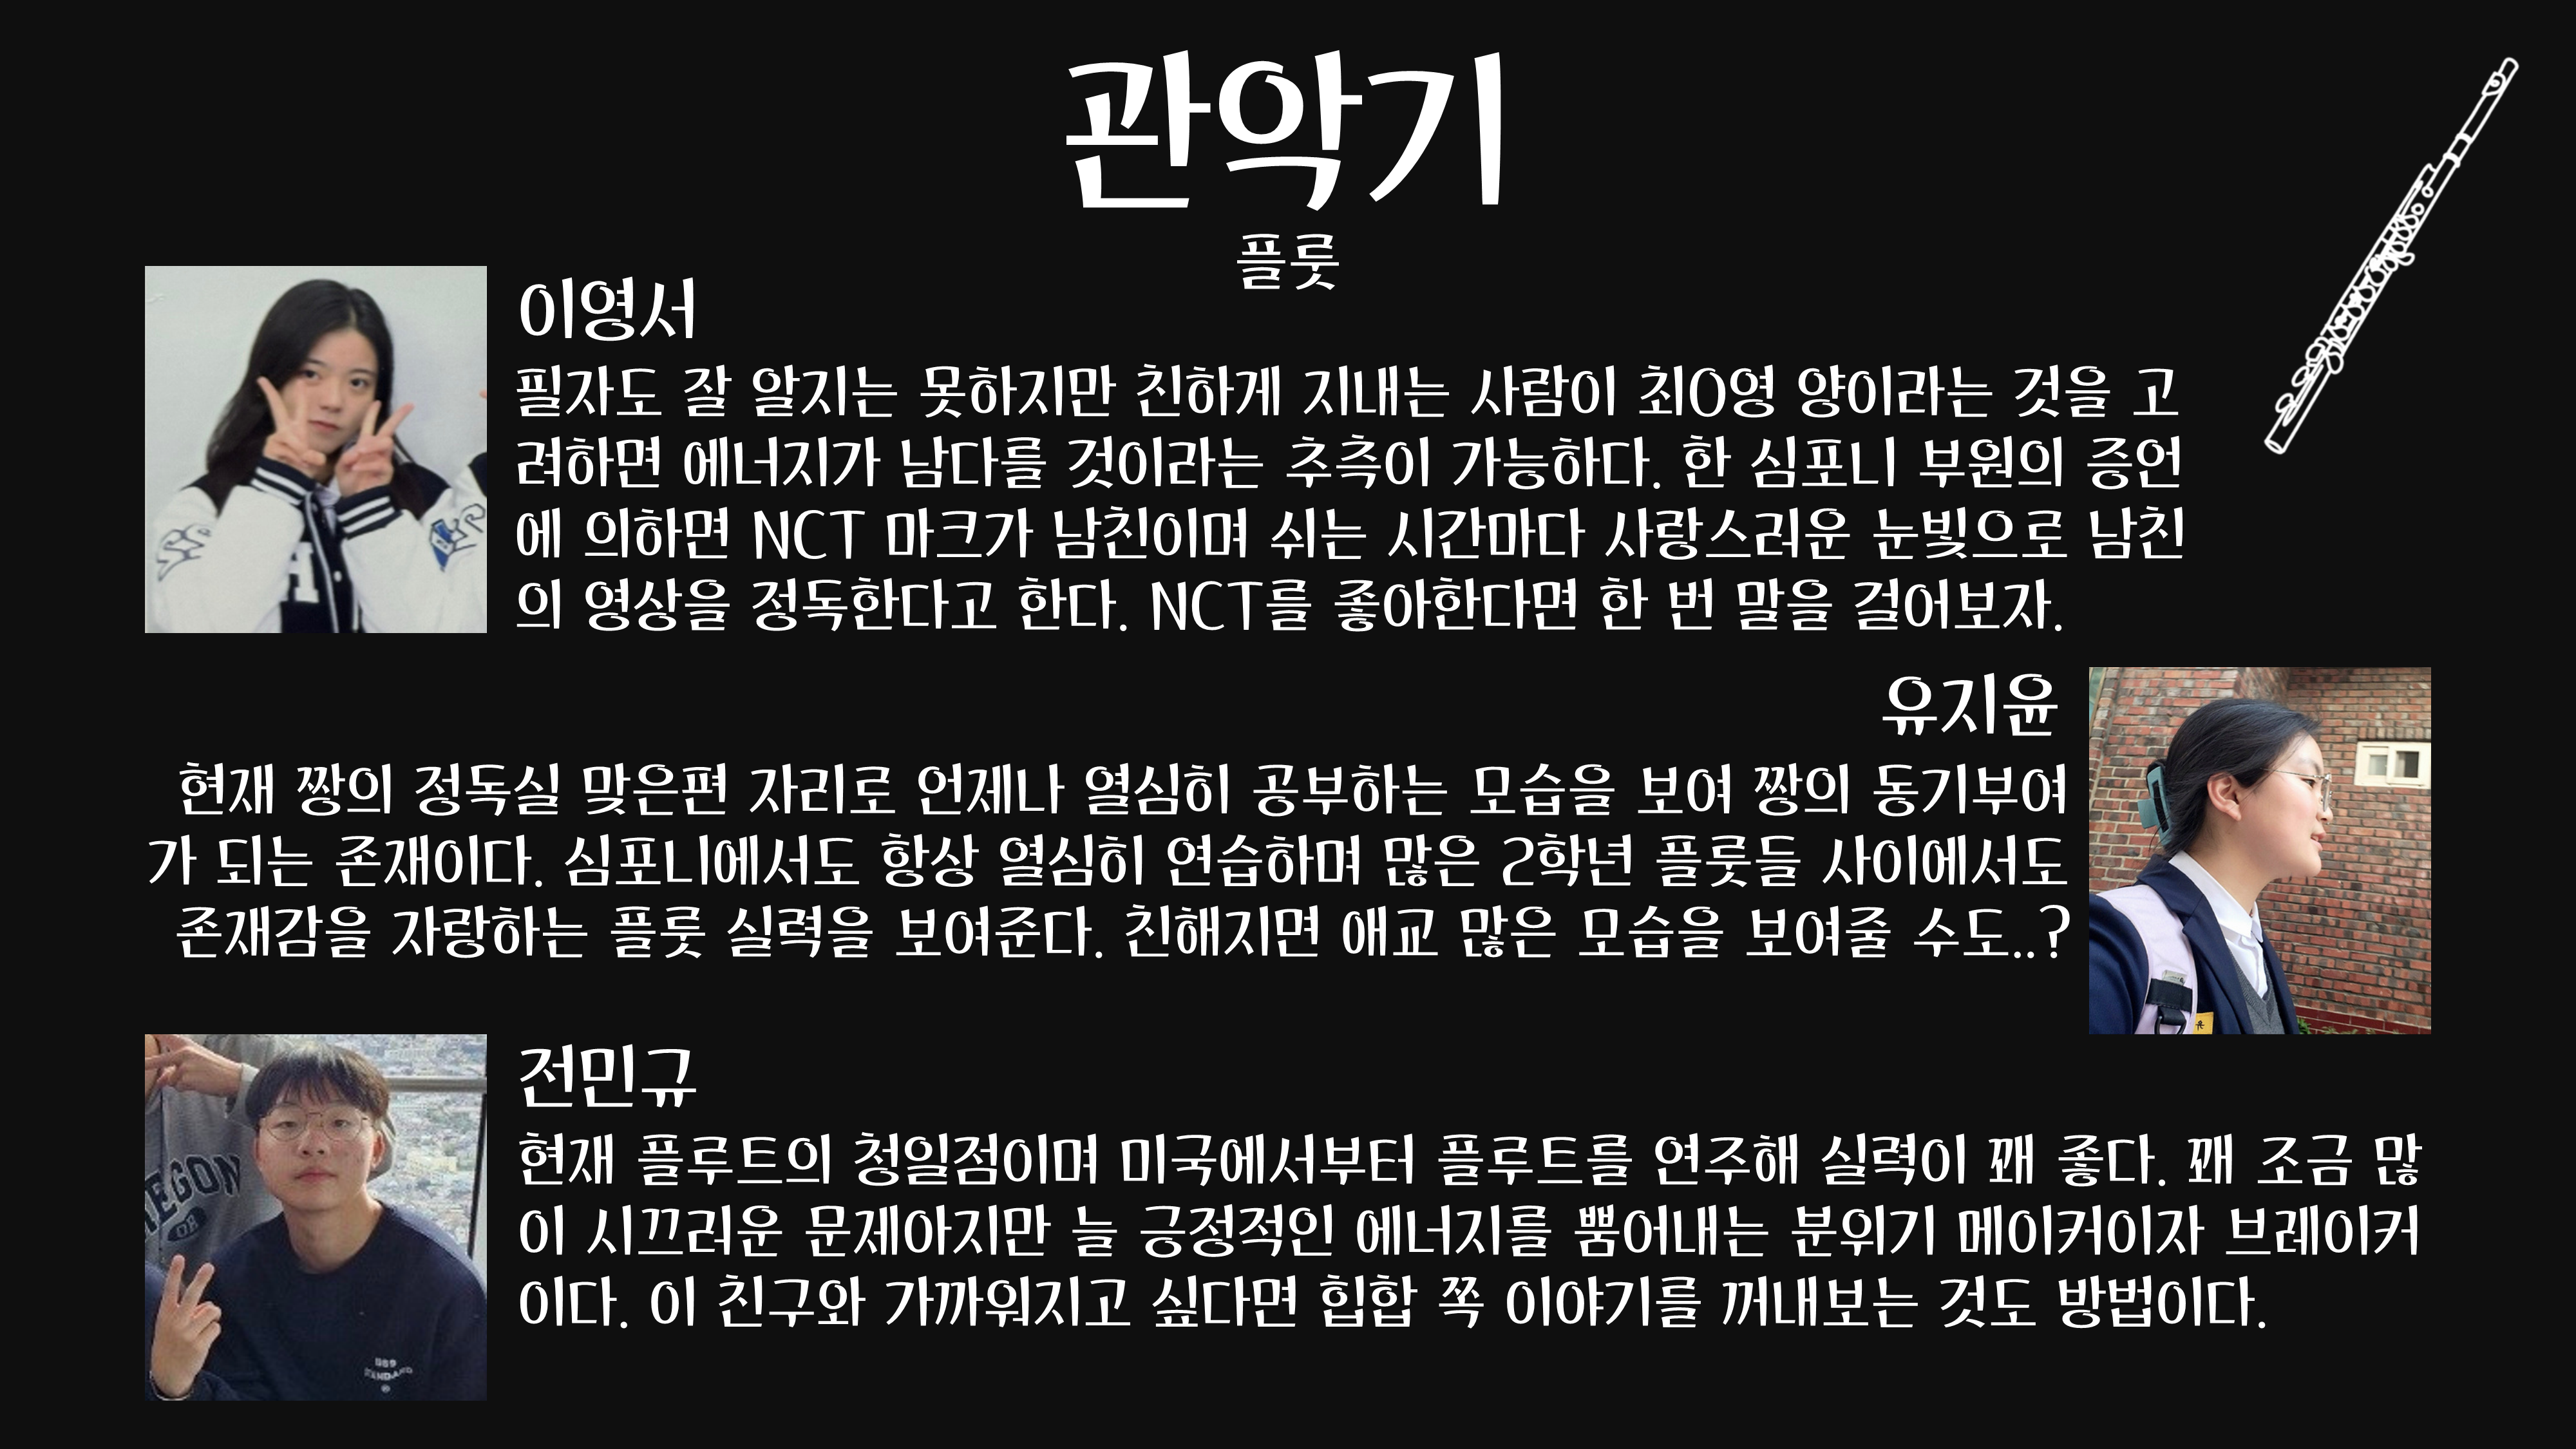 관악기
플룻
이영서
필자도 잘 알지는 못하지만 친하게 지내는 사람이 최O영 양이라는 것을 고
려하면 에너지가 남다를 것이라는 추측이 가능하다. 한 심포니 부원의 증언
에 의하면 NCT 마크가 남친이며 쉬는 시간마다 사랑스러운 눈빛으로 남친
의 영상을 정독한다고 한다. NCT를 좋아한다면 한 번 말을 걸어보자.
유지윤
현재 짱의 정독실 맞은편 자리로 언제나 열심히 공부하는 모습을 보여 짱의 동기부여
가 되는 존재이다. 심포니에서도 항상 열심히 연습하며 많은 2학년 플룻들 사이에서도
존재감을 자랑하는 플룻 실력을 보여준다. 친해지면 애교 많은 모습을 보여줄 수도..?
전민규
현재 플루트의 청일점이며 미국에서부터 플루트를 연주해 실력이 꽤 좋다. 꽤 조금 많
이 시끄러운 문제아지만 늘 긍정적인 에너지를 뿜어내는 분위기 메이커이자 브레이커
이다. 이 친구와 가까워지고 싶다면 힙합 쪽 이야기를 꺼내보는 것도 방법이다.